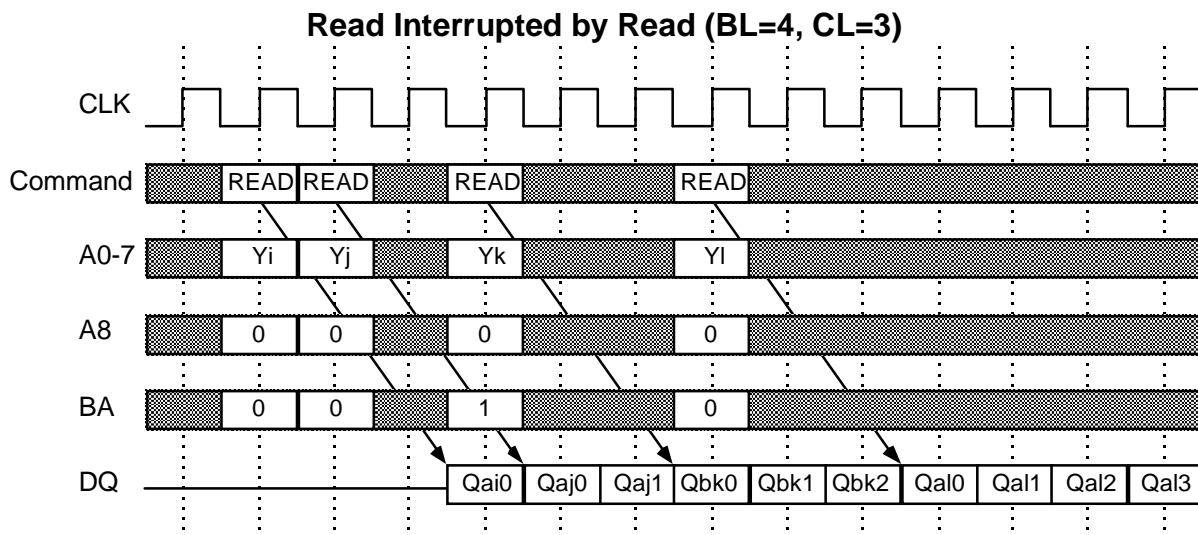 Read Interrupted by Read (BL=4, CL=3)
CLK
Command READ READ READ READ
A0-7 Yi Yj Yk Yl
A8 0 0 0 0
BA 0 0 1 0
DQ Qai0 Qaj0 Qaj1 Qbk0 Qbk1 Qbk2 Qal0 Qal1 Qal2 Qal3